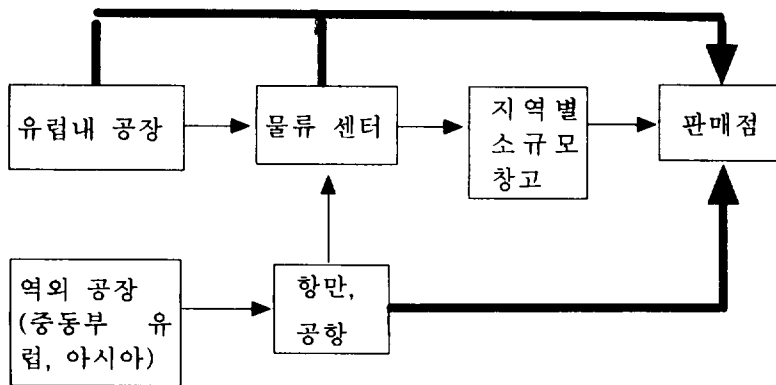 유럽내 공장
물류 센터
지역별
소규모
창고
판매점
역외 공장
(중동부 유
럽, 아시아)
항만,
공항